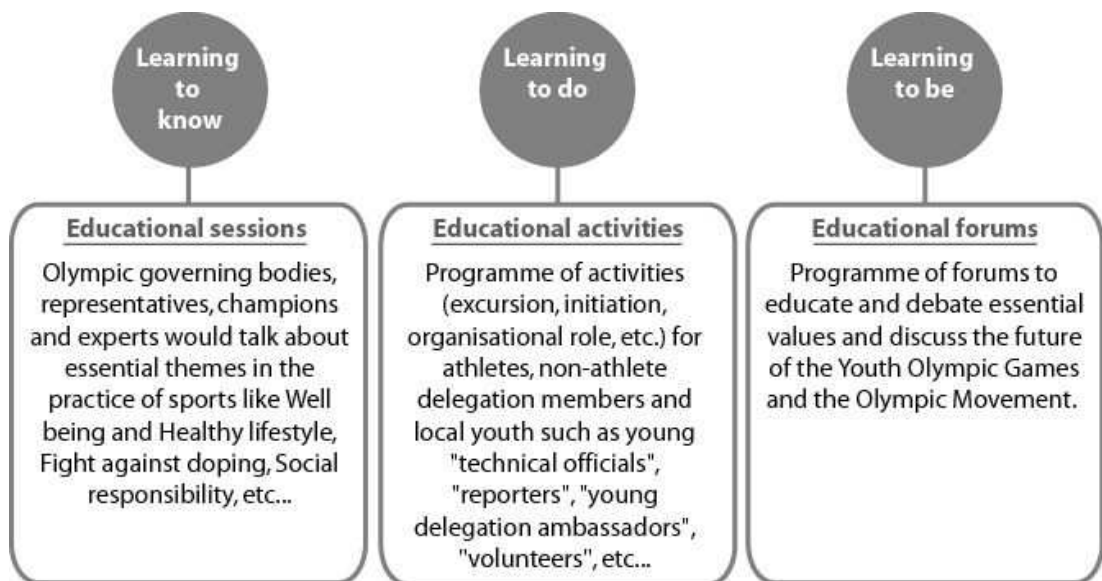 Learning
to
know
Educational sessions
Olympic governing bodies,
representatives, champions
and experts would talk about
essential themes in the
practice of sports like Well
being and Healthy lifestyle,
Fight against doping, Social
responsibility, etc...
Learning
to do
Educational activities
Programme of activities
(excursion, initiation,
organisational role, etc.) for
athletes, non-athlete
delegation members and
local youth such as young
"technical officials",
"reporters", "young
delegation ambassadors",
"volunteers", etc...
Learning
to be
Educational forums
Programme of forums to
educate and debate essential
values and discuss the future
of the Youth Olympic Games
and the Olympic Movement.